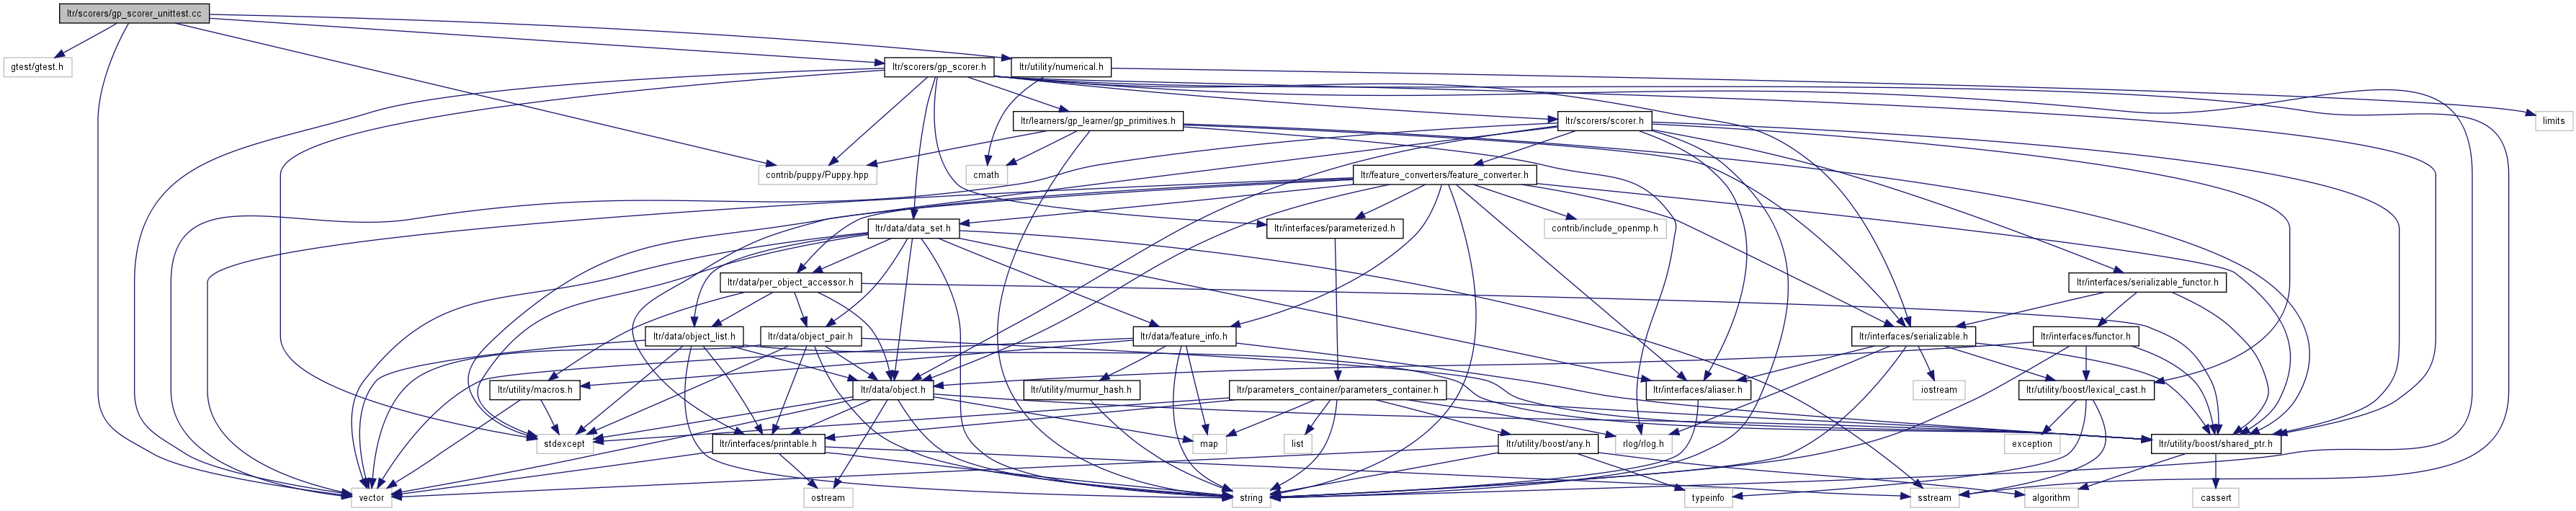 ltr/scorers/gp_scorer_unittest.cc
gtest/gtest.h
ltr/scorers/gp_scorer.h
ltr/utility/numerical.h
ltr/learners/gp_learner/gp_primitives.h
ltr/scorers/scorer.h
limits
contrib/puppy/Puppy.hpp
cmath
ltr/feature_converters/feature_converter.h
ltr/data/data_set.h
ltr/interfaces/parameterized.h
contrib/include_openmp.h
ltr/data/per_object_accessor.h
ltr/interfaces/serializable_functor.h
ltr/data/object_list.h
ltr/data/object_pair.h
ltr/data/feature_info.h
ltr/interfaces/serializable.h
ltr/interfaces/functor.h
ltr/utility/macros.h
ltr/data/object.h
ltr/utility/murmur_hash.h
ltr/parameters_container/parameters_container.h
ltr/interfaces/aliaser.h
iostream
ltr/utility/boost/lexical_cast.h
stdexcept
ltr/interfaces/printable.h
map
list
ltr/utility/boost/any.h
rlog/rlog.h
exception
ltr/utility/boost/shared_ptr.h
vector
ostream
string
typeinfo
sstream
algorithm
cassert